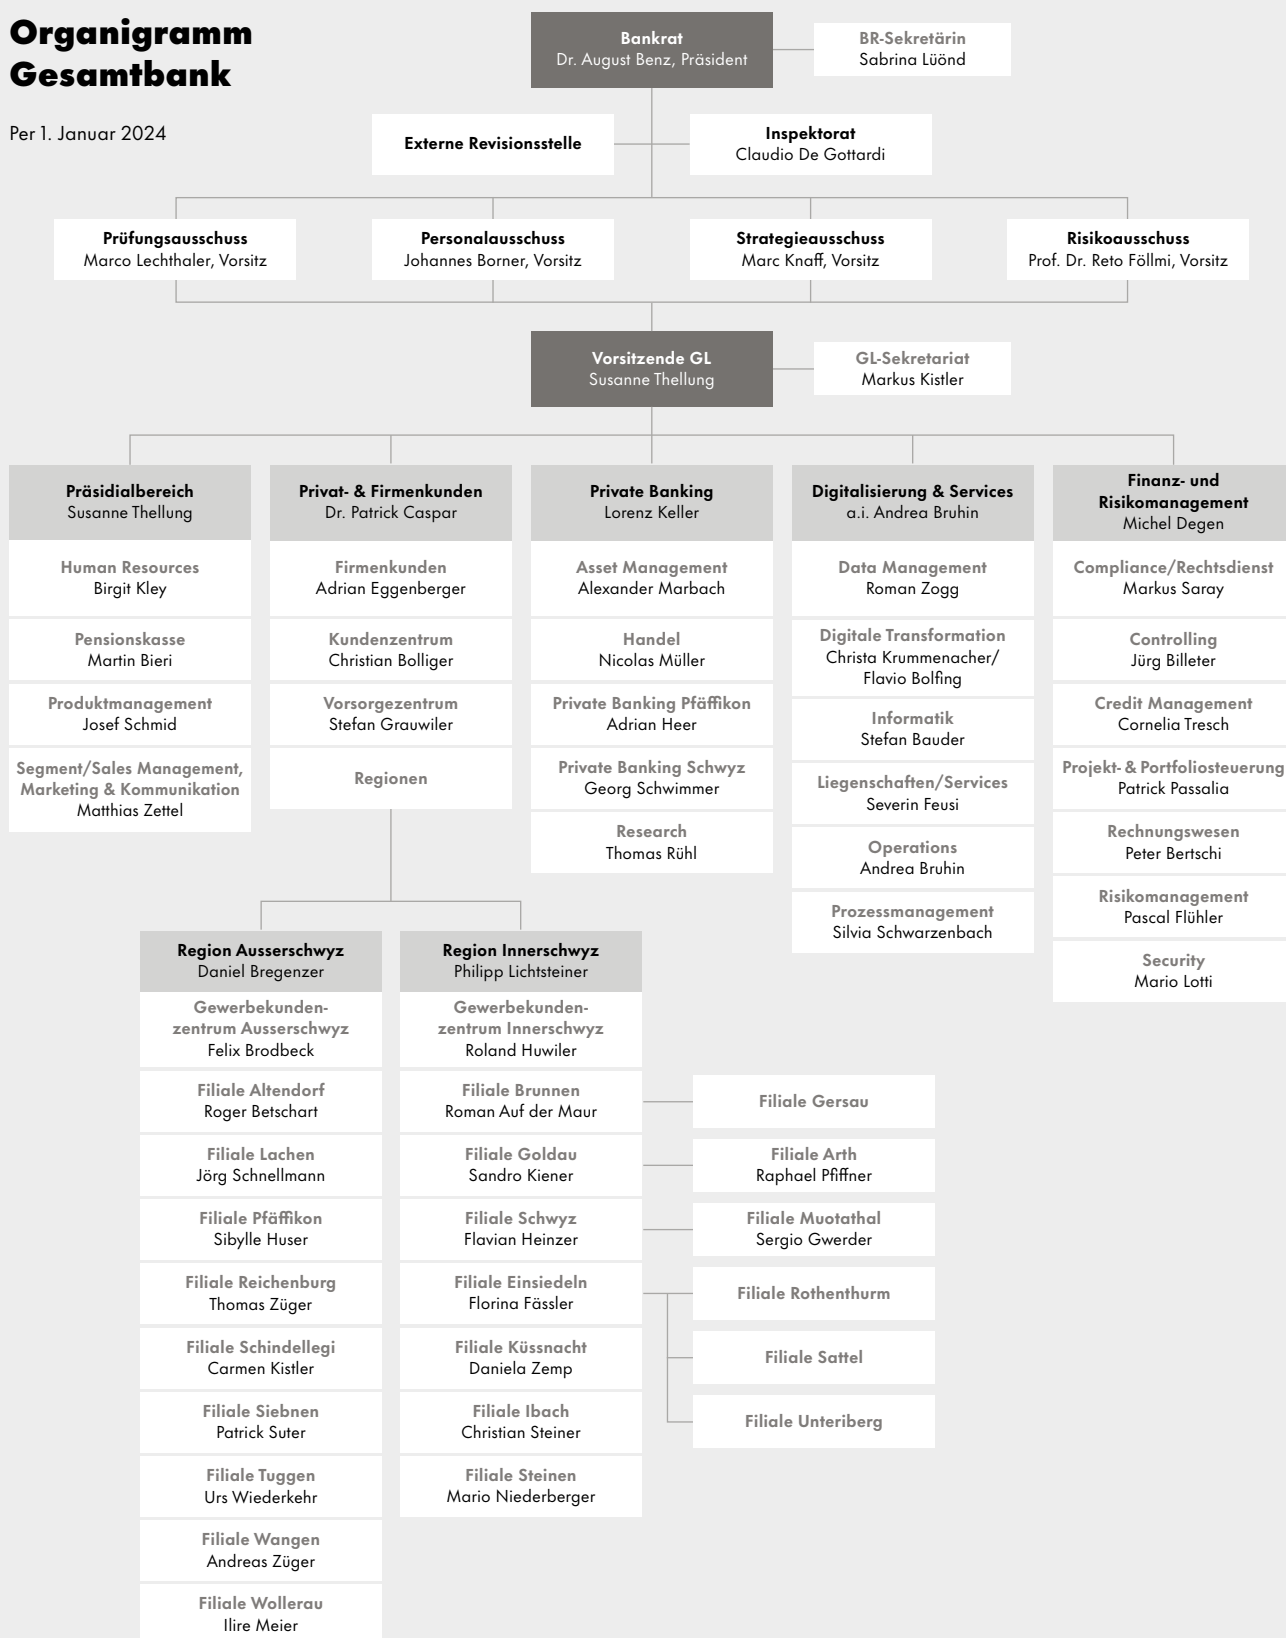 Organigramm
Gesamtbank
Per 1. Januar 2024
Bankrat
Dr. August Benz, Präsident
BR-Sekretärin
Sabrina Lüönd
Externe Revisionsstelle
Inspektorat
Claudio De Gottardi
Prüfungsausschuss
Marco Lechthaler, Vorsitz
Personalausschuss
Johannes Borner, Vorsitz
Strategieausschuss
Marc Knaff, Vorsitz
Risikoausschuss
Prof. Dr. Reto Föllmi, Vorsitz
Vorsitzende GL
Susanne Thellung
GL-Sekretariat
Markus Kistler
Präsidialbereich
Susanne Thellung
Human Resources
Birgit Kley
Pensionskasse
Martin Bieri
Produktmanagement
Josef Schmid
Segment/Sales Management,
Marketing & Kommunikation
Matthias Zettel
Privat- & Firmenkunden
Dr. Patrick Caspar
Firmenkunden
Adrian Eggenberger
Kundenzentrum
Christian Bolliger
Vorsorgezentrum
Stefan Grauwiler
Regionen
Private Banking
Lorenz Keller
Asset Management
Alexander Marbach
Handel
Nicolas Müller
Private Banking Pfäffikon
Adrian Heer
Private Banking Schwyz
Georg Schwimmer
Research
Thomas Rühl
Digitalisierung & Services
a.i. Andrea Bruhin
Data Management
Roman Zogg
Digitale Transformation
Christa Krummenacher/
Flavio Bolfing
Informatik
Stefan Bauder
Liegenschaften/Services
Severin Feusi
Operations
Andrea Bruhin
Prozessmanagement
Silvia Schwarzenbach
Finanz- und
Risikomanagement
Michel Degen
Compliance/Rechtsdienst
Markus Saray
Controlling
Jürg Billeter
Credit Management
Cornelia Tresch
Projekt- & Portfoliosteuerung
Patrick Passalia
Rechnungswesen
Peter Bertschi
Risikomanagement
Pascal Flühler
Security
Mario Lotti
Region Ausserschwyz
Daniel Bregenzer
Gewerbekunden-
zentrum Ausserschwyz
Felix Brodbeck
Filiale Altendorf
Roger Betschart
Filiale Lachen
Jörg Schnellmann
Filiale Pfäffikon
Sibylle Huser
Filiale Reichenburg
Thomas Züger
Filiale Schindellegi
Carmen Kistler
Filiale Siebnen
Patrick Suter
Filiale Tuggen
Urs Wiederkehr
Filiale Wangen
Andreas Züger
Filiale Wollerau
Ilire Meier
Region Innerschwyz
Philipp Lichtsteiner
Gewerbekunden-
zentrum Innerschwyz
Roland Huwiler
Filiale Brunnen
Roman Auf der Maur
Filiale Goldau
Sandro Kiener
Filiale Schwyz
Flavian Heinzer
Filiale Einsiedeln
Florina Fässler
Filiale Küssnacht
Daniela Zemp
Filiale Ibach
Christian Steiner
Filiale Steinen
Mario Niederberger
Filiale Gersau
Filiale Arth
Raphael Pfiffner
Filiale Muotathal
Sergio Gwerder
Filiale Rothenthurm
Filiale Sattel
Filiale Unteriberg